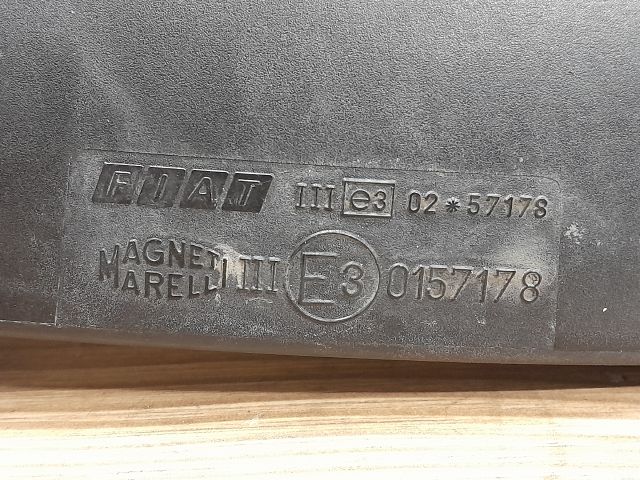 FIAT III e3 02*57178
MAGNETI MARELLI III E3 0157178